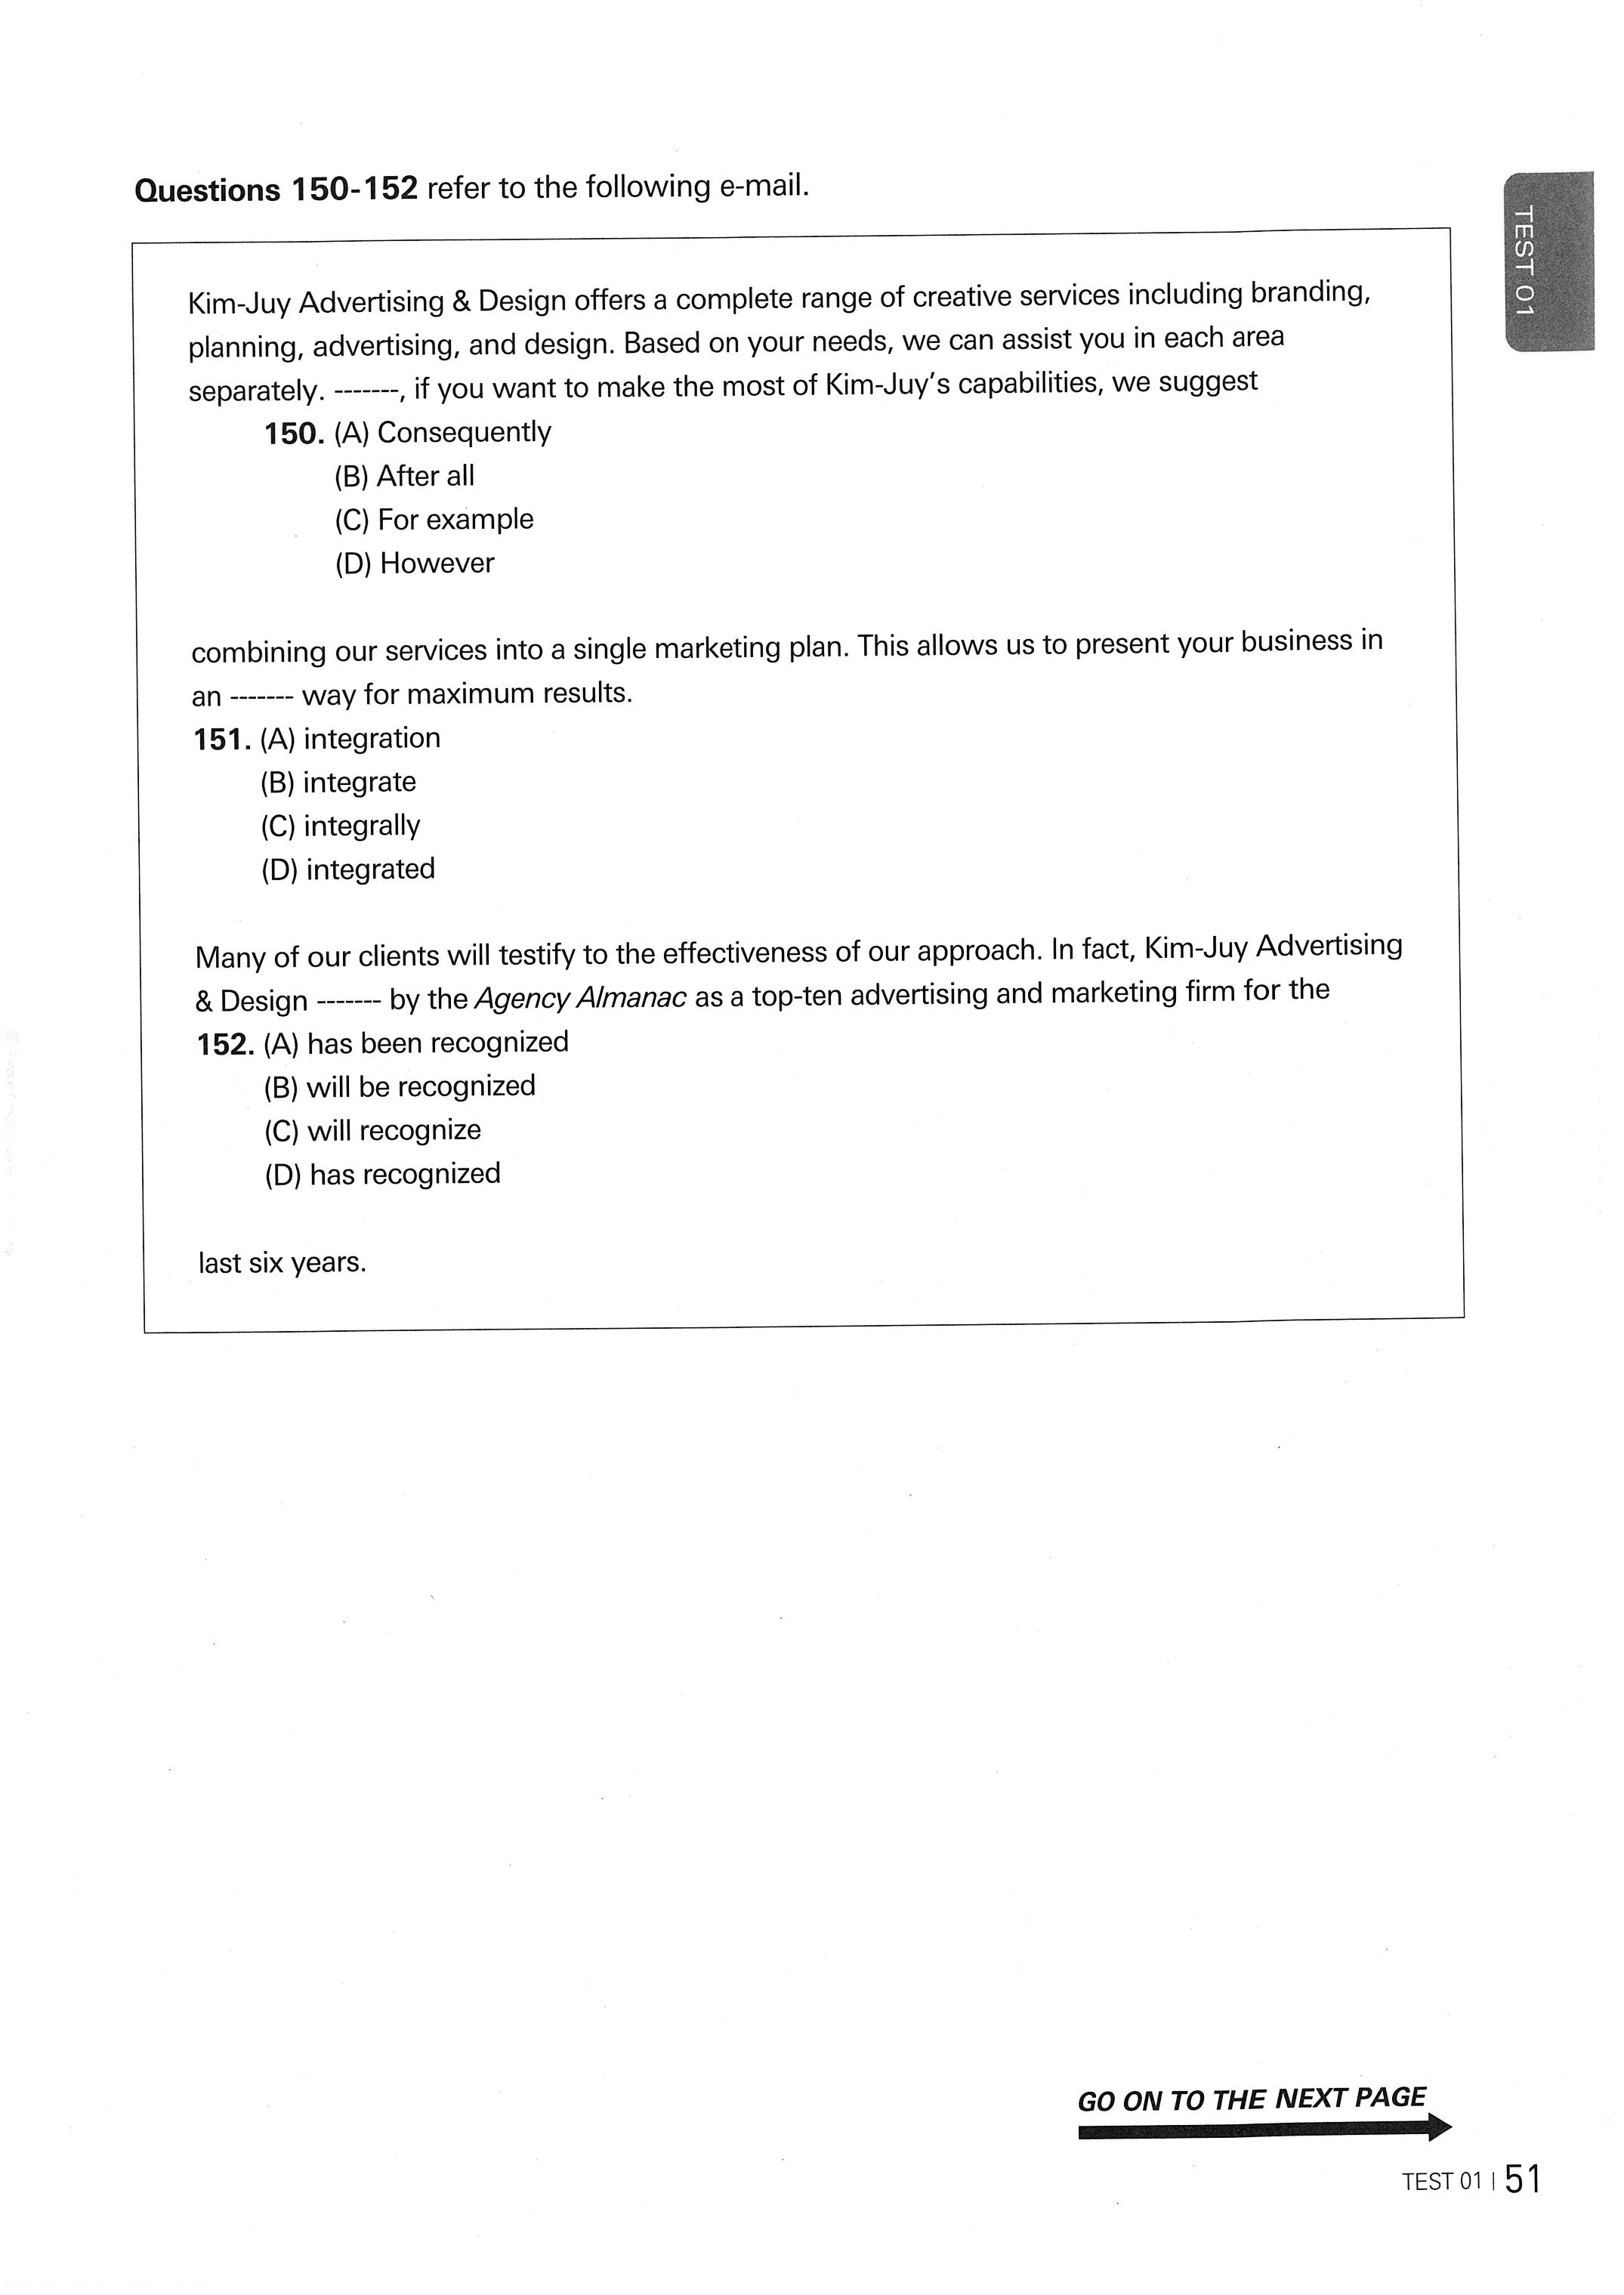 Questions 150-152 refer to the following e-mail.
TEST 01
Kim-Juy Advertising & Design offers a complete range of creative services including branding,
planning, advertising, and design. Based on your needs, we can assist you in each area
separately. -------, if you want to make the most of Kim-Juy's capabilities, we suggest
150. (A) Consequently
(B) After all
(C) For example
(D) However
combining our services into a single marketing plan. This allows us to present your business in
an ------- way for maximum results.
151. (A) integration
(B) integrate
(C) integrally
(D) integrated
Many of our clients will testify to the effectiveness of our approach. In fact, Kim-Juy Advertising
& Design ------- by the Agency Almanac as a top-ten advertising and marketing firm for the
152. (A) has been recognized
(B) will be recognized
(C) will recognize
(D) has recognized
last six years.
GO ON TO THE NEXT PAGE
TEST 01 | 51